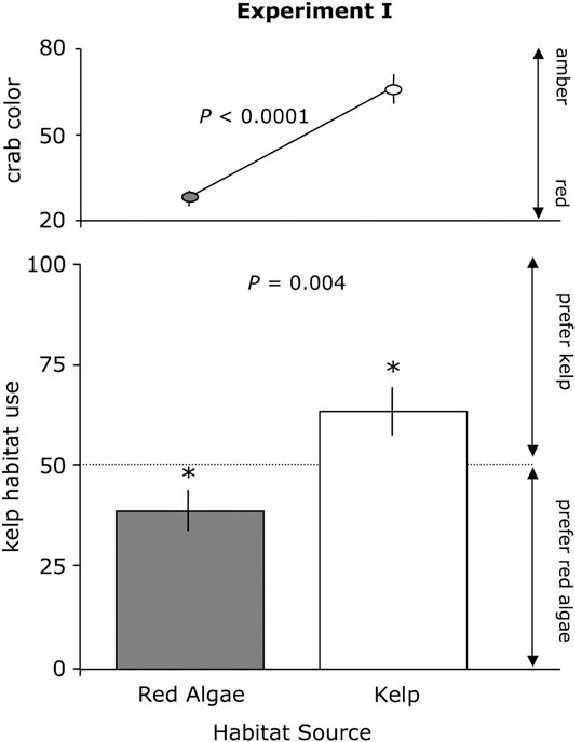 Experiment I
80
50
20
crab color
P < 0.0001
amber
red
100
75
50
25
0
kelp habitat use
P = 0.004
*
*
prefer kelp
prefer red algae
Red Algae
Kelp
Habitat Source